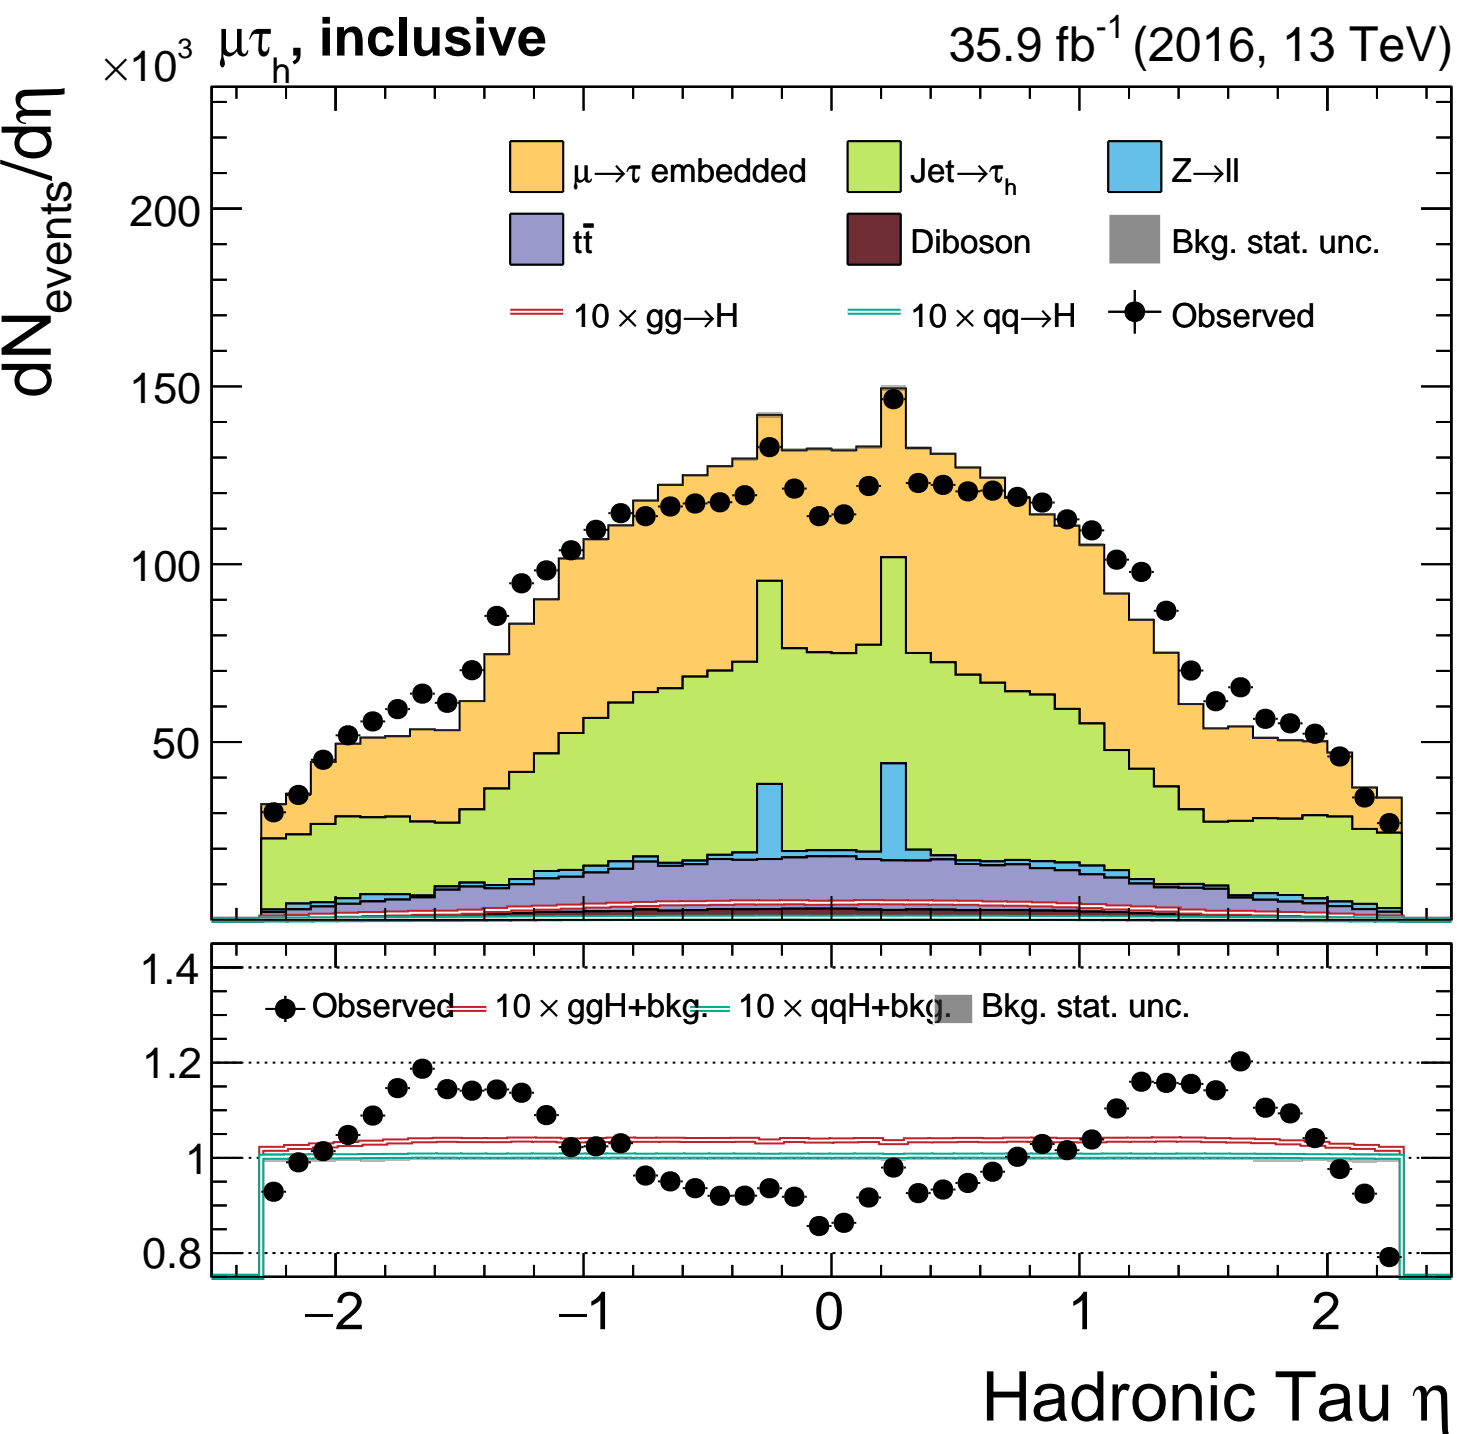 ×10³ μτₕ, inclusive 35.9 fb⁻¹ (2016, 13 TeV)
dN_events/dη
μ→τ embedded Jet→τₕ Z→ll
tt̄ Diboson Bkg. stat. unc.
10 × gg→H 10 × qq→H Observed
200
150
100
50
1.4
Observed 10 × ggH+bkg. 10 × qqH+bkg. Bkg. stat. unc.
1.2
1
0.8
−2 −1 0 1 2
Hadronic Tau η